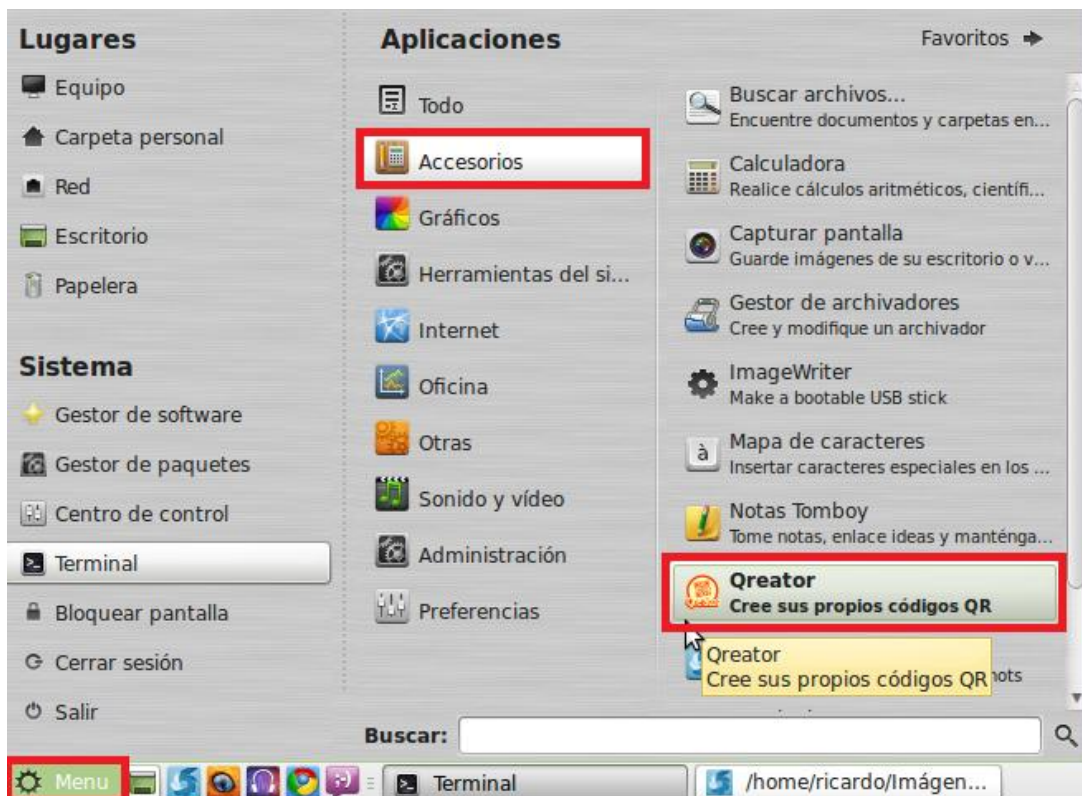 Lugares
Equipo
Carpeta personal
Red
Escritorio
Papelera
Sistema
Gestor de software
Gestor de paquetes
Centro de control
Terminal
Bloquear pantalla
Cerrar sesión
Salir
Aplicaciones
Favoritos
Todo
Accesorios
Gráficos
Herramientas del si...
Internet
Oficina
Otras
Sonido y vídeo
Administración
Preferencias
Buscar archivos...
Encuentre documentos y carpetas en...
Calculadora
Realice cálculos aritméticos, científi...
Capturar pantalla
Guarde imágenes de su escritorio o v...
Gestor de archivadores
Cree y modifique un archivador
ImageWriter
Make a bootable USB stick
à
Mapa de caracteres
Insertar caracteres especiales en los ...
Notas Tomboy
Tome notas, enlace ideas y manténga...
Qreator
Cree sus propios códigos QR
Qreator
Cree sus propios códigos QR
Buscar:
Menu
Terminal
/home/ricardo/Imágen...